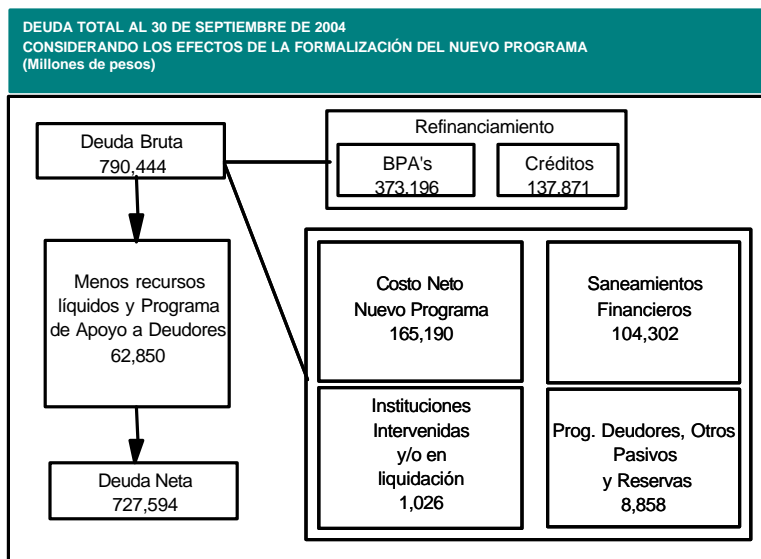 DEUDA TOTAL AL 30 DE SEPTIEMBRE DE 2004
CONSIDERANDO LOS EFECTOS DE LA FORMALIZACIÓN DEL NUEVO PROGRAMA
(Millones de pesos)
Deuda Bruta
790,444
Refinanciamiento
BPA's
373,196
Créditos
137,871
Menos recursos
líquidos y Programa
de Apoyo a Deudores
62,850
Costo Neto
Nuevo Programa
165,190
Saneamientos
Financieros
104,302
Instituciones
Intervenidas
y/o en
liquidación
1,026
Prog. Deudores, Otros
Pasivos
y Reservas
8,858
Deuda Neta
727,594